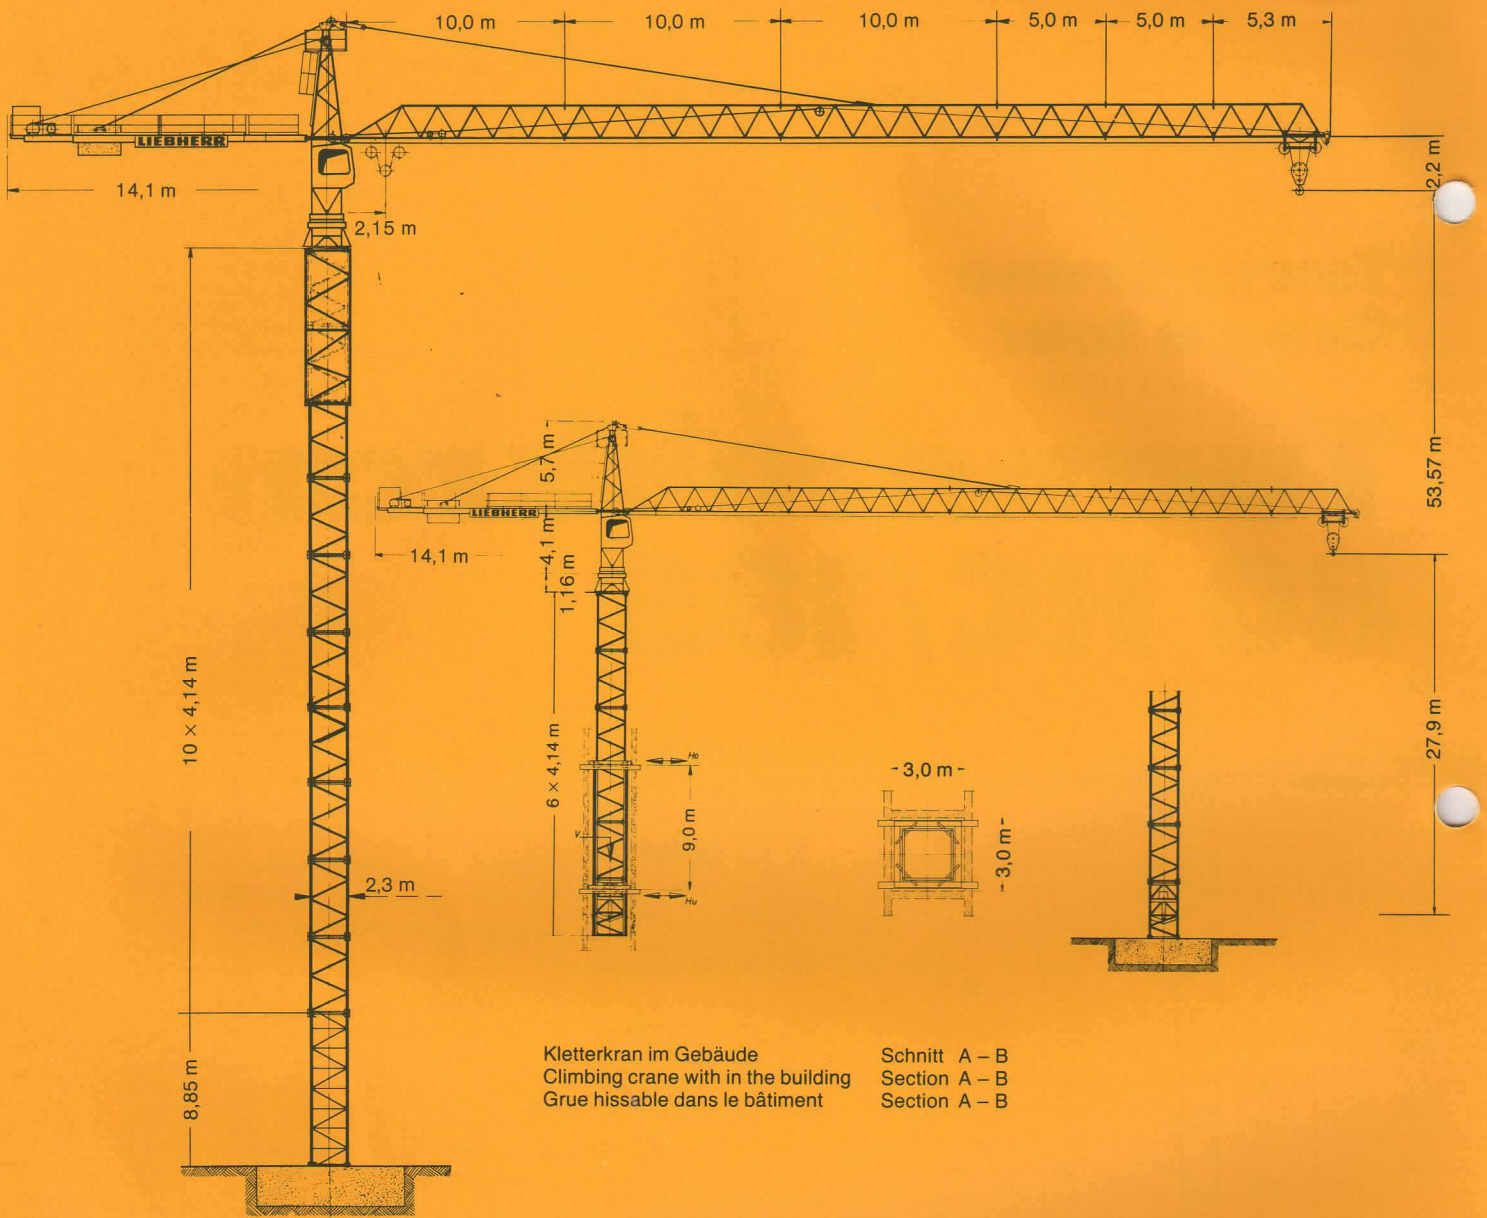 10,0 m 10,0 m 10,0 m 5,0 m 5,0 m 5,3 m
LIEBHERR
14,1 m
2,2 m
2,15 m
53,57 m
5,7 m
LIEBHERR
14,1 m
4,1 m
1,16 m
10 × 4,14 m
27,9 m
6 × 4,14 m
Ho
3,0 m
9,0 m
V
3,0 m
2,3 m
Hu
8,85 m
Kletterkran im Gebäude
Climbing crane with in the building
Grue hissable dans le bâtiment
Schnitt A – B
Section A – B
Section A – B